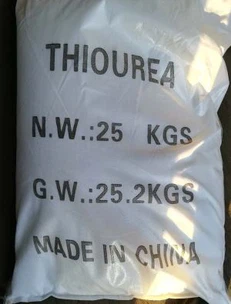 THIOUREA
N.W.:25 KGS
G.W.:25.2KGS
MADE IN CHINA